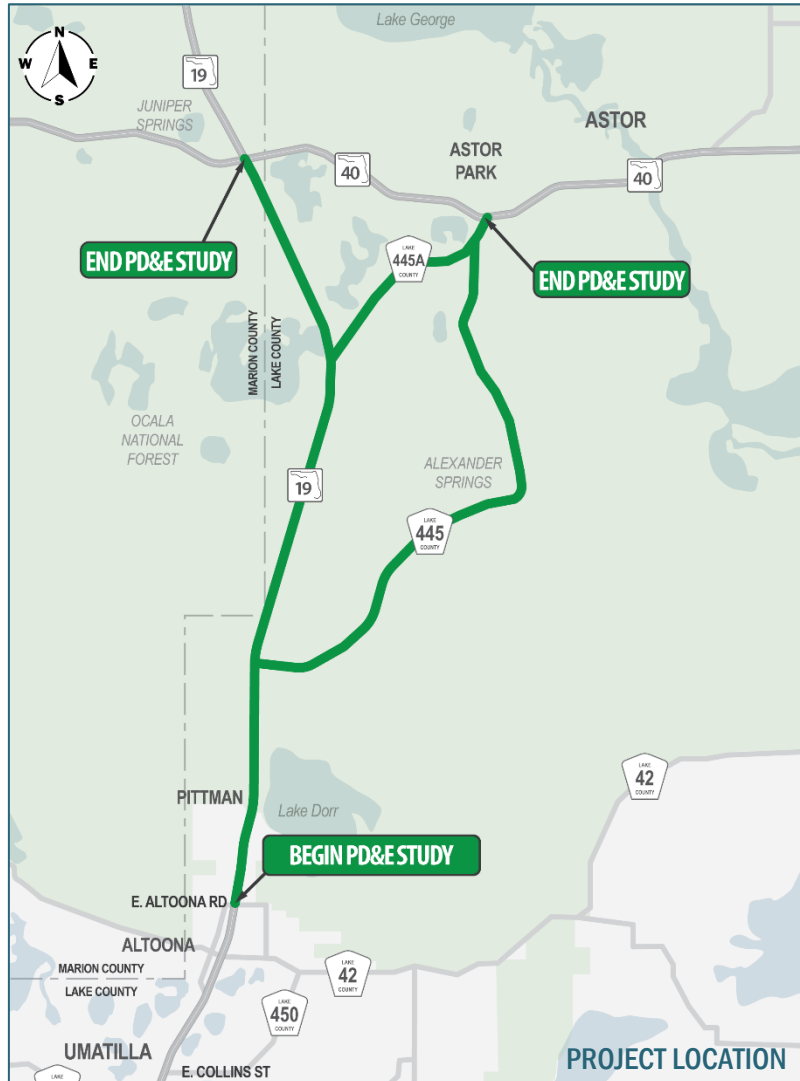 Lake George
N
W
E
S
19
JUNIPER
SPRINGS
ASTOR
ASTOR
PARK
40
40
END PD&E STUDY
LAKE
445A
COUNTY
END PD&E STUDY
MARION COUNTY
LAKE COUNTY
OCALA
NATIONAL
FOREST
19
ALEXANDER
SPRINGS
LAKE
445
COUNTY
LAKE
42
COUNTY
PITTMAN
Lake Dorr
BEGIN PD&E STUDY
E. ALTOONA RD
ALTOONA
MARION COUNTY
LAKE COUNTY
LAKE
42
COUNTY
LAKE
450
COUNTY
UMATILLA
E. COLLINS ST
PROJECT LOCATION
LAKE